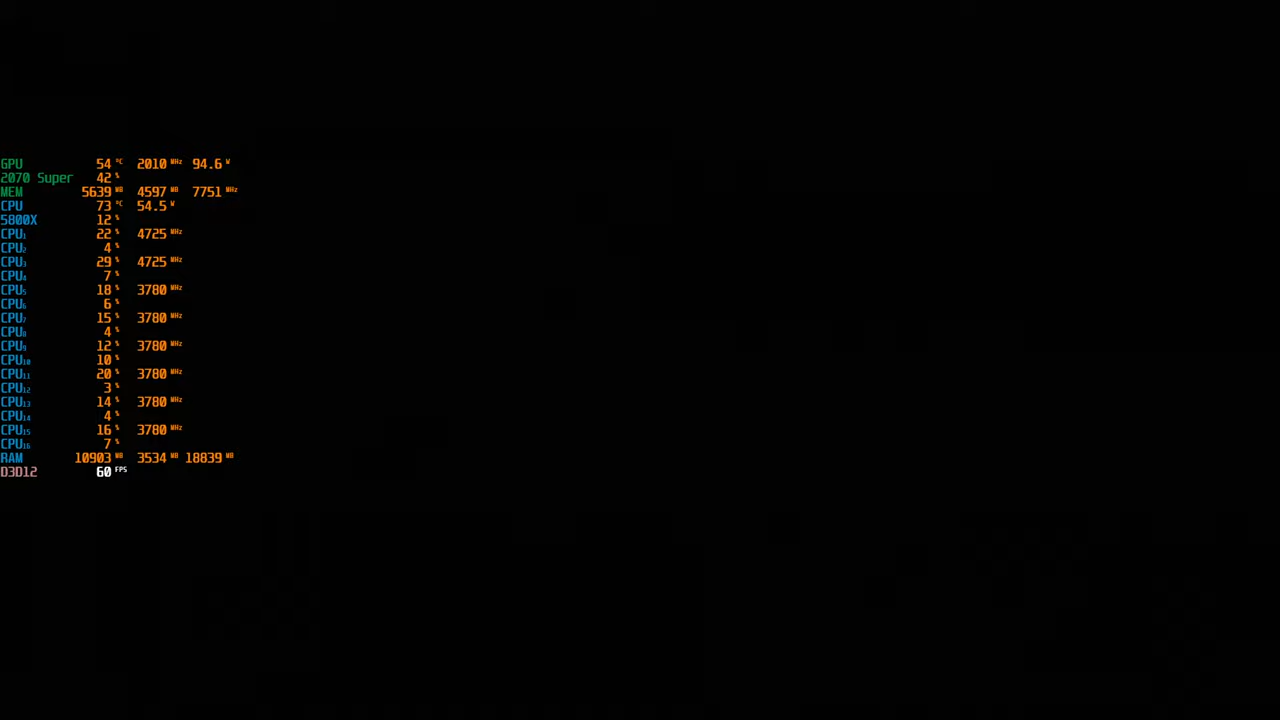 GPU 54 °C 2010 MHz 94.6 W
2070 Super 42 %
MEM 5639 MB 4597 MB 7751 MHz
CPU 73 °C 54.5 W
5800X 12 %
CPU1 22 % 4725 MHz
CPU2 4 %
CPU3 29 % 4725 MHz
CPU4 7 %
CPU5 18 % 3780 MHz
CPU6 6 %
CPU7 15 % 3780 MHz
CPU8 4 %
CPU9 12 % 3780 MHz
CPU10 10 %
CPU11 20 % 3780 MHz
CPU12 3 %
CPU13 14 % 3780 MHz
CPU14 4 %
CPU15 16 % 3780 MHz
CPU16 7 %
RAM 10903 MB 3534 MB 18839 MB
D3D12 60 FPS